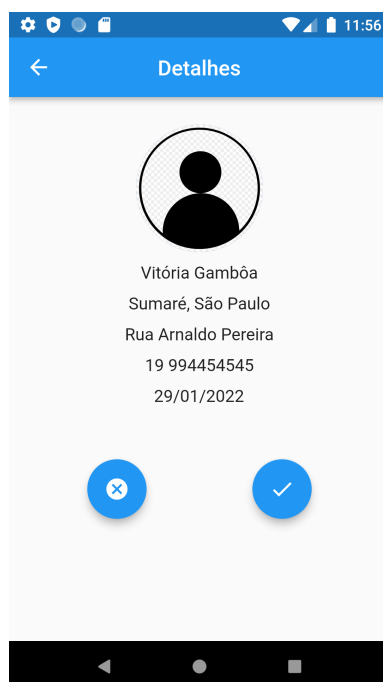 11:56
Detalhes
Vitória Gambôa
Sumaré, São Paulo
Rua Arnaldo Pereira
19 994454545
29/01/2022